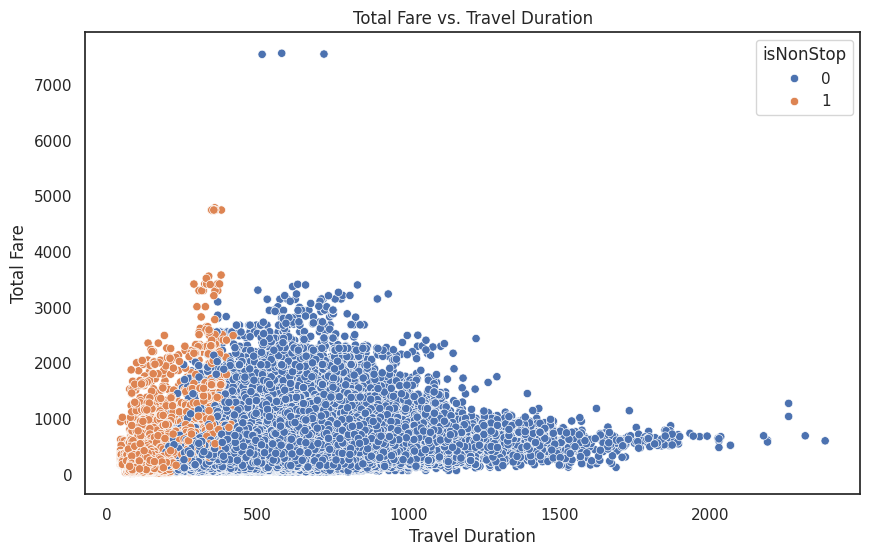 Total Fare vs. Travel Duration
isNonStop
0
1
7000
6000
5000
4000
3000
2000
1000
0
Total Fare
0 500 1000 1500 2000
Travel Duration